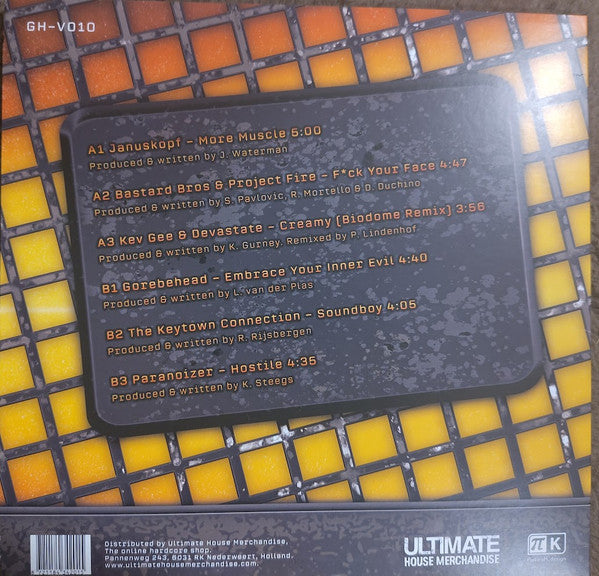 GH-V010
A1 Januskopf - More Muscle 5:00
Produced & written by J. Waterman
A2 Bastard Bros & Project Fire - F*ck Your Face 4:47
Produced & written by S. Pavlovic, R. Mortello & D. Duchino
A3 Kev Gee & Devastate - Creamy (Biodome Remix) 3:56
Produced & written by K. Gurney, Remixed by P. Lindenhof
B1 Gorebehead - Embrace Your Inner Evil 4:40
Produced & written by L. van der Plas
B2 The Keytown Connection - Soundboy 4:05
Produced & written by R. Rijsbergen
B3 Paranoizer - Hostile 4:35
Produced & written by K. Steegs
Distributed by Ultimate House Merchandise,
The online hardcore shop.
Pannenweg 243, 6031 RK Nederweert, Holland.
www.ultimatehousemerchandise.com
ULTIMATE
HOUSE MERCHANDISE
π K